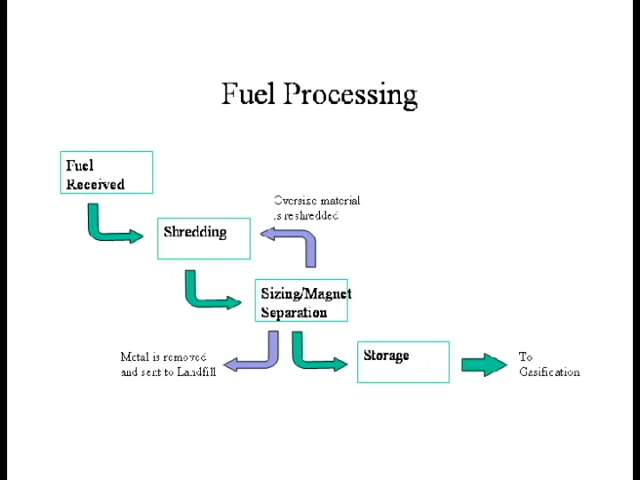 Fuel Processing
Fuel
Received
Oversize material
is reshredded
Shredding
Sizing/Magnet
Separation
Metal is removed
and sent to Landfill
Storage
To
Gasification